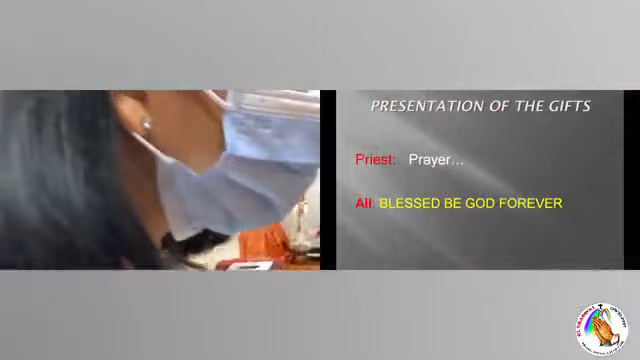 PRESENTATION OF THE GIFTS
Priest: Prayer...
All: BLESSED BE GOD FOREVER